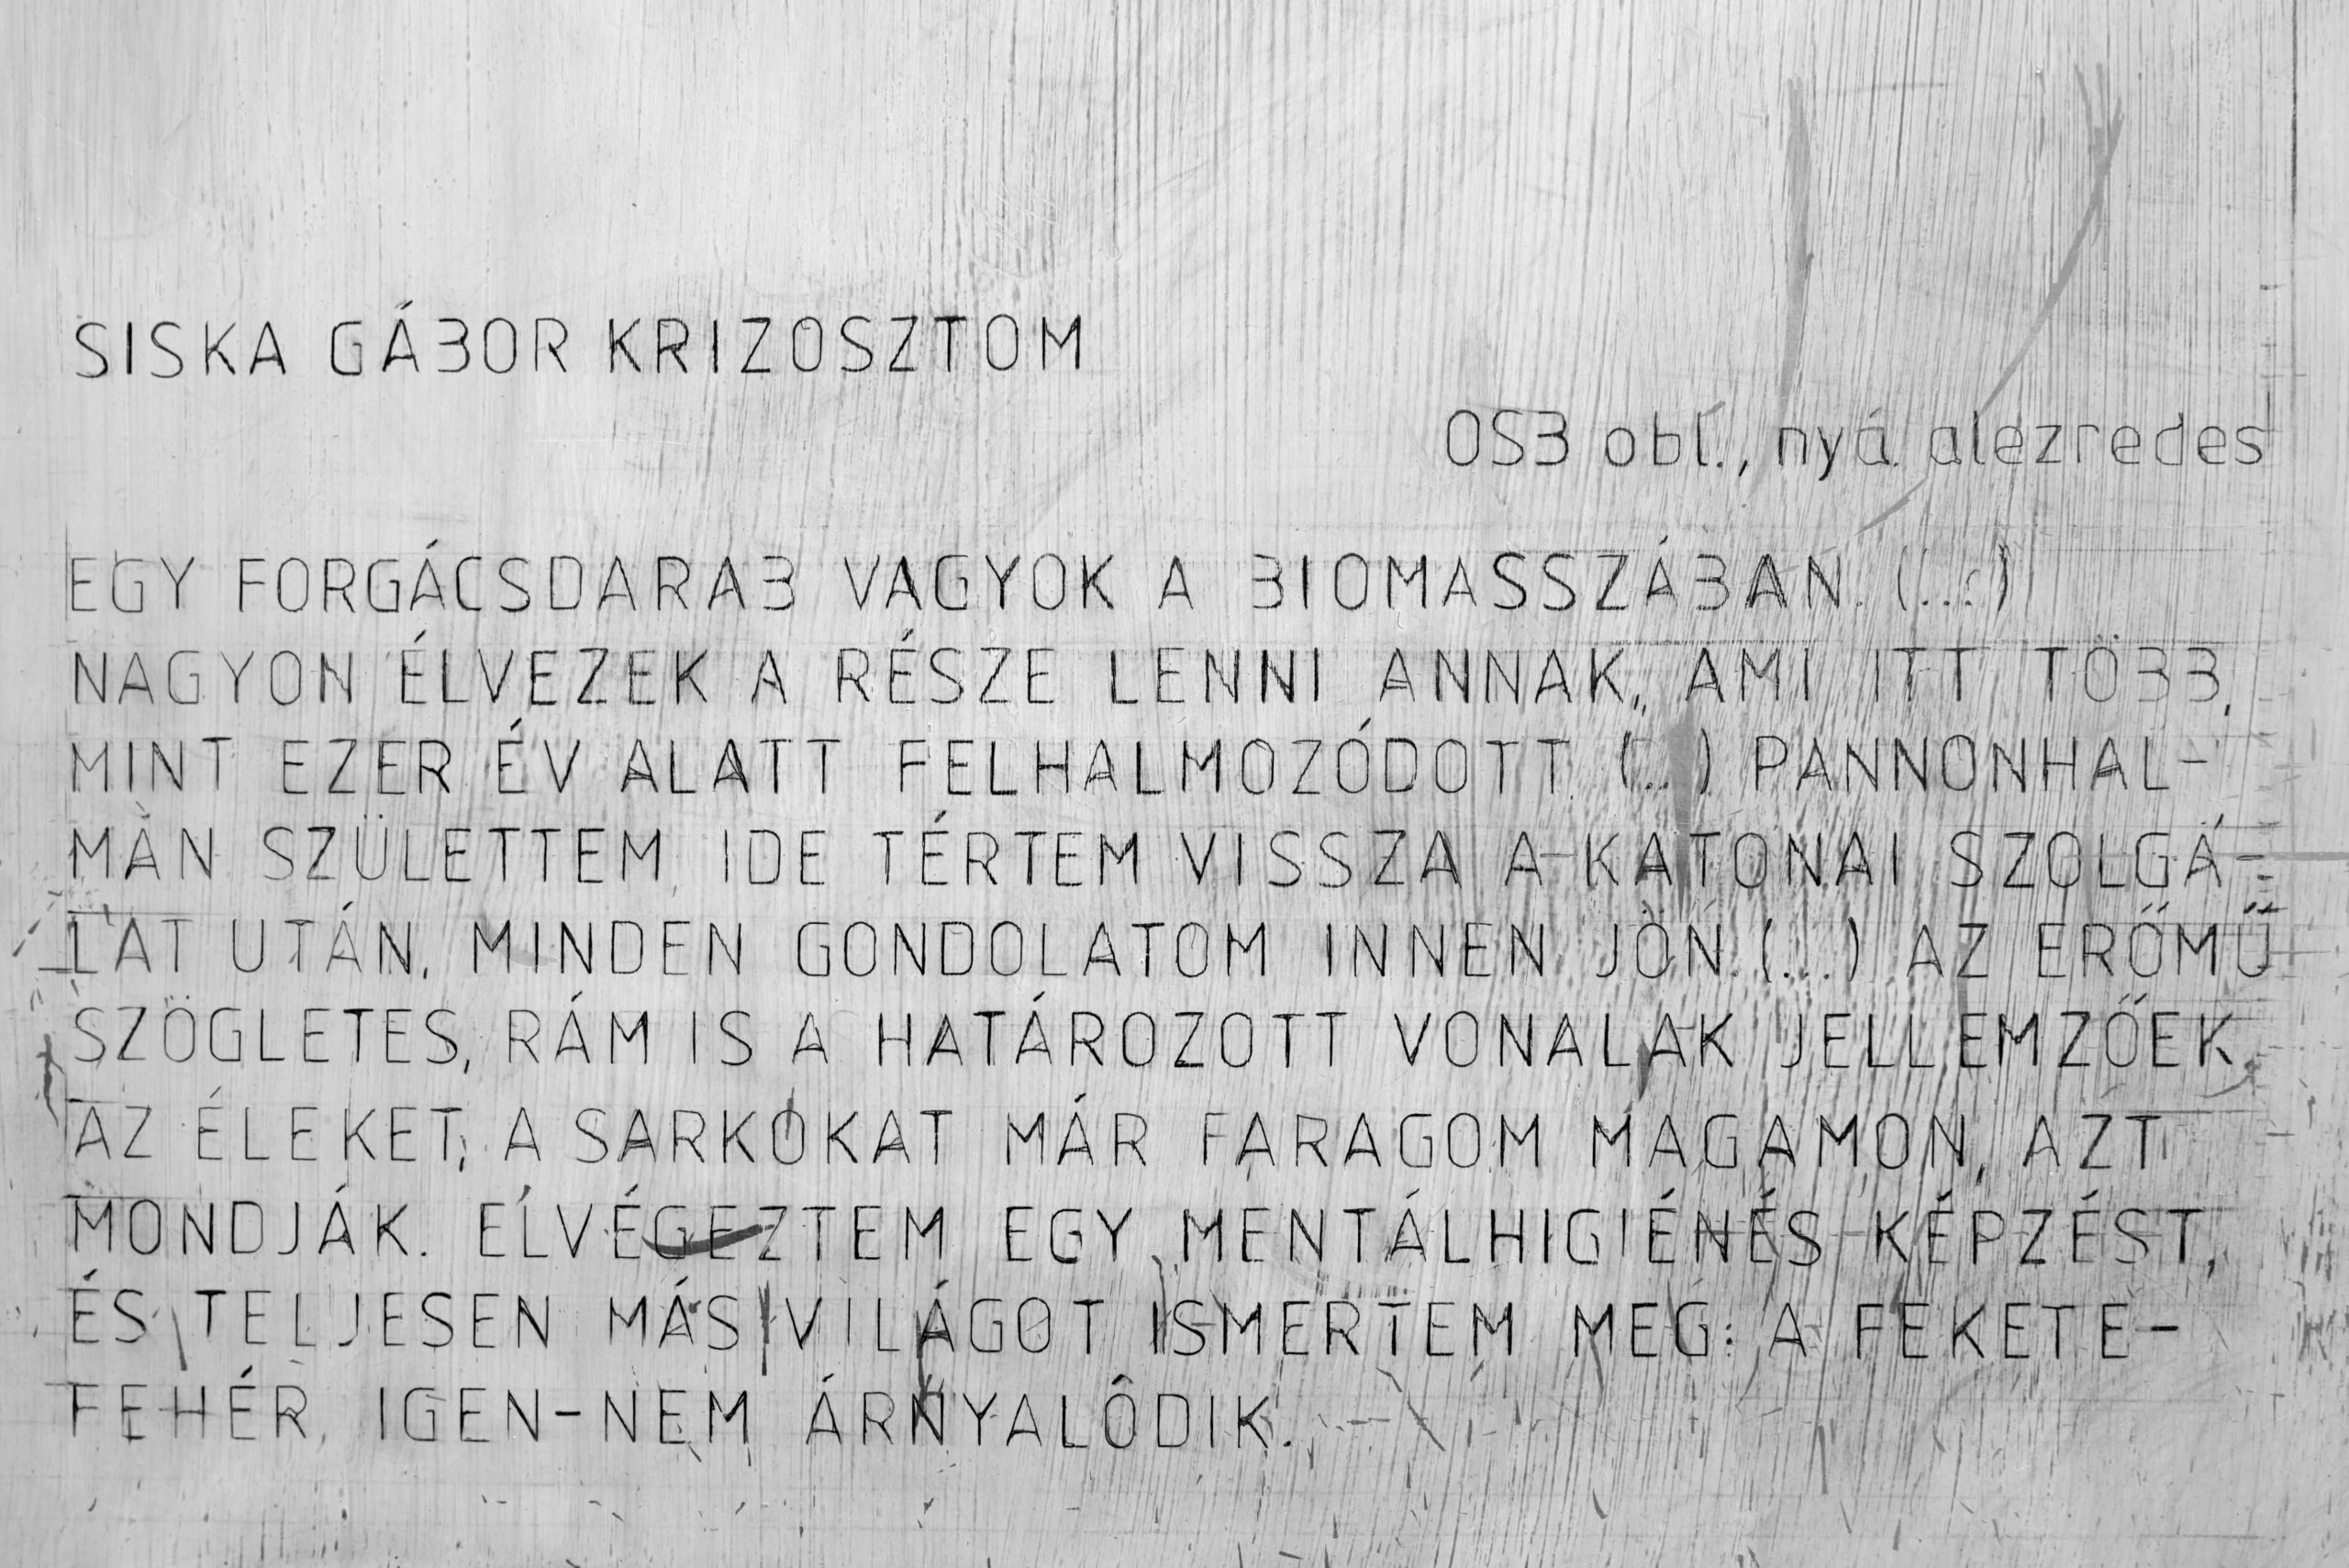 SISKA GÁBOR KRIZOSZTOM
OSB obl., nyá. alezredes
EGY FORGÁCSDARAB VAGYOK A BIOMASSZÁBAN. (...)
NAGYON ÉLVEZEK A RÉSZE LENNI ANNAK, AMI ITT TÖBB,
MINT EZER ÉV ALATT FELHALMOZÓDOTT. (...) PANNONHAL-
MÁN SZÜLETTEM, IDE TÉRTEM VISSZA A KATONAI SZOLGÁ-
LAT UTÁN. MINDEN GONDOLATOM INNEN JÖN. (...) AZ ERŐMŰ
SZÖGLETES, RÁM IS A HATÁROZOTT VONALAK JELLEMZŐEK.
AZ ÉLEKET, A SARKOKAT MÁR FARAGOM MAGAMON, AZT
MONDJÁK. ELVÉGEZTEM EGY MENTÁLHIGIÉNÉS KÉPZÉST,
ÉS TELJESEN MÁS VILÁGOT ISMERTEM MEG: A FEKETE-
FEHÉR, IGEN-NEM ÁRNYALÓDIK.